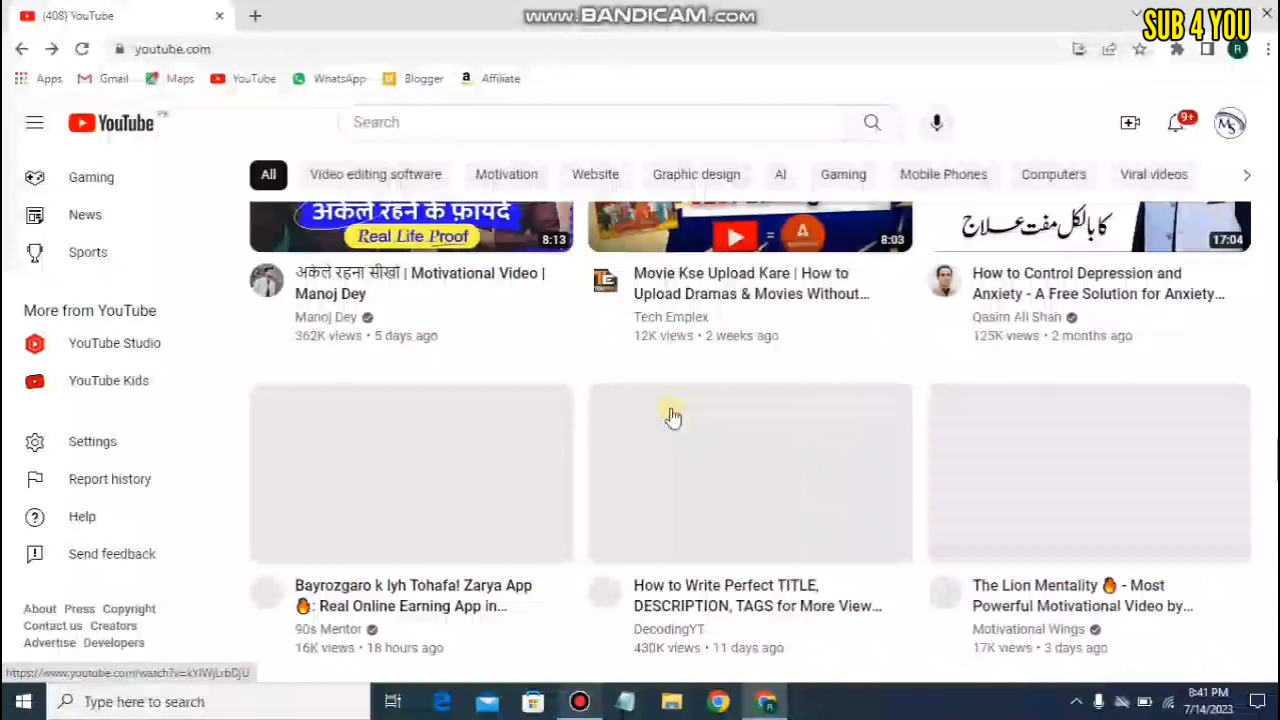 (408) YouTube
www.BANDICAM.com
SUB 4 YOU
youtube.com
R
Apps Gmail Maps YouTube WhatsApp Blogger Affiliate
YouTube PK
Search
9+
MS
All Video editing software Motivation Website Graphic design AI Gaming Mobile Phones Computers Viral videos
Gaming
News
Sports
More from YouTube
YouTube Studio
YouTube Kids
Settings
Report history
Help
Send feedback
About Press Copyright
Contact us Creators
Advertise Developers
अकेले रहने के फ़ायदे
Real Life Proof
8:13
अकेले रहना सीखो | Motivational Video |
Manoj Dey
Manoj Dey
362K views • 5 days ago
8:03
Movie Kse Upload Kare | How to
Upload Dramas & Movies Without...
Tech Emplex
12K views • 2 weeks ago
کا بالکل مفت علاج
17:04
How to Control Depression and
Anxiety - A Free Solution for Anxiety...
Qasim Ali Shah
125K views • 2 months ago
Bayrozgaro k lyh Tohafa! Zarya App
🔥: Real Online Earning App in...
90s Mentor
16K views • 18 hours ago
How to Write Perfect TITLE,
DESCRIPTION, TAGS for More View...
DecodingYT
430K views • 11 days ago
The Lion Mentality 🔥 - Most
Powerful Motivational Video by...
Motivational Wings
17K views • 3 days ago
https://www.youtube.com/watch?v=kYIWjLrbDJU
Type here to search
8:41 PM
7/14/2023